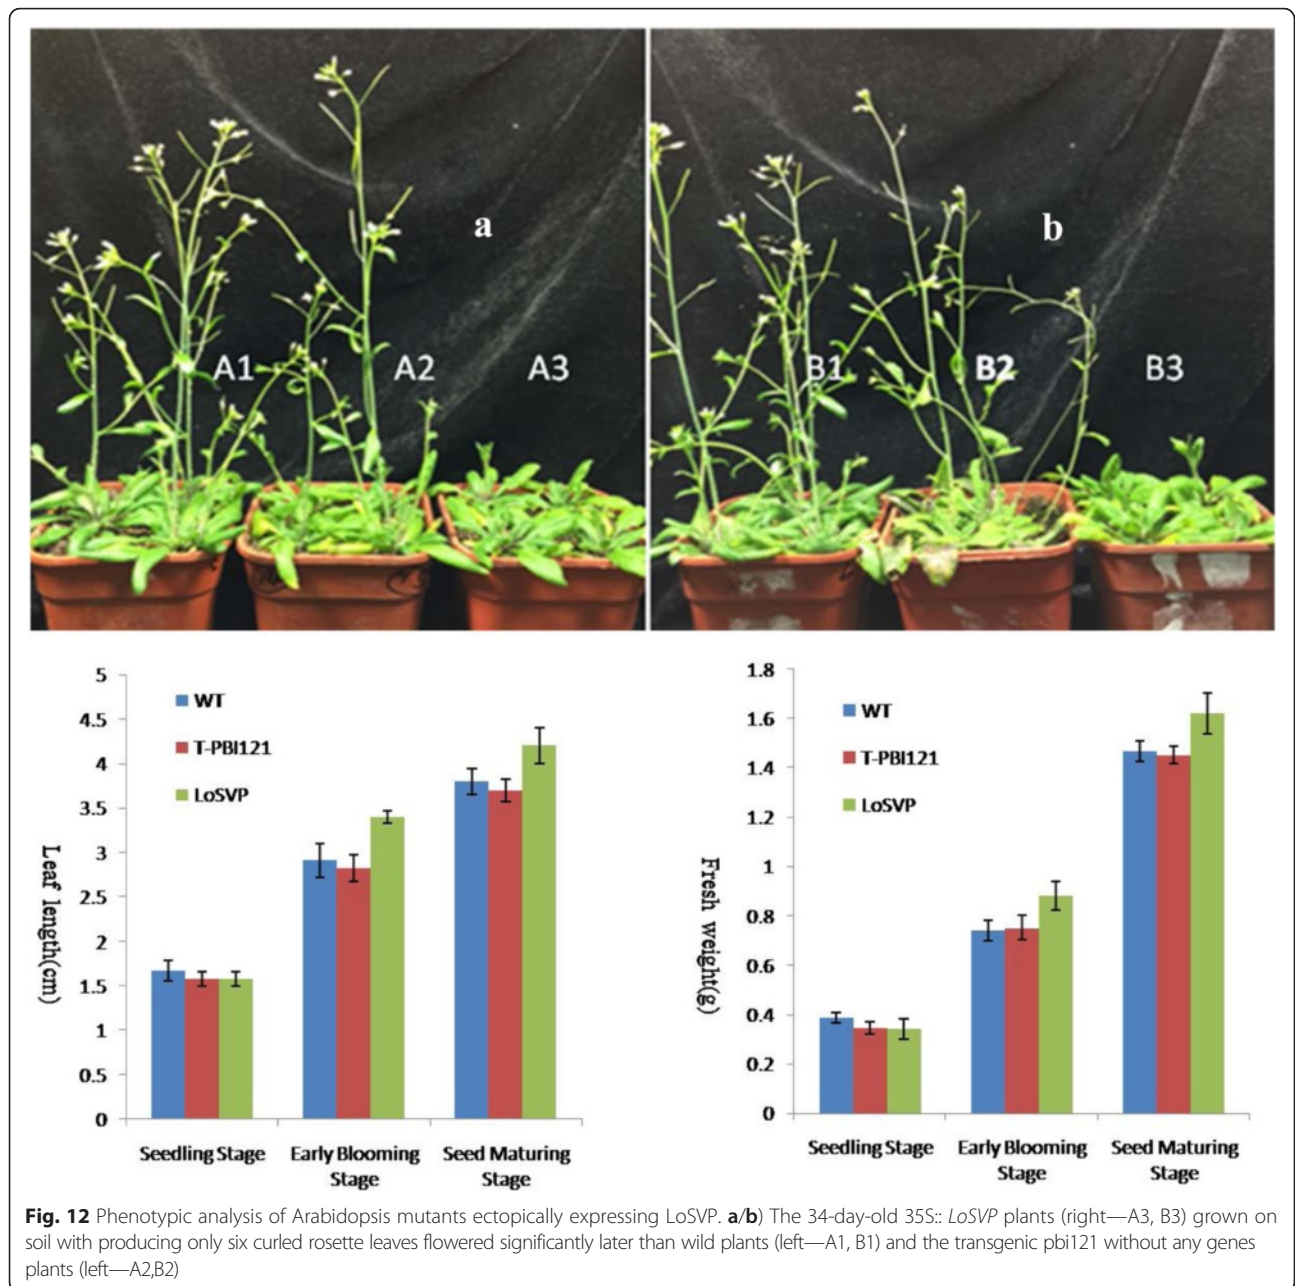 a
b
A1
A2
A3
B1
B2
B3
5
4.5
4
3.5
3
2.5
2
1.5
1
0.5
0
Leaf length(cm)
WT
T-PBI121
LoSVP
Seedling Stage
Early Blooming
Stage
Seed Maturing
Stage
1.8
1.6
1.4
1.2
1
0.8
0.6
0.4
0.2
0
Fresh weight(g)
WT
T-PBI121
LoSVP
Seedling Stage
Early Blooming
Stage
Seed Maturing
Stage
Fig. 12 Phenotypic analysis of Arabidopsis mutants ectopically expressing LoSVP. a/b) The 34-day-old 35S:: LoSVP plants (right—A3, B3) grown on
soil with producing only six curled rosette leaves flowered significantly later than wild plants (left—A1, B1) and the transgenic pbi121 without any genes
plants (left—A2,B2)